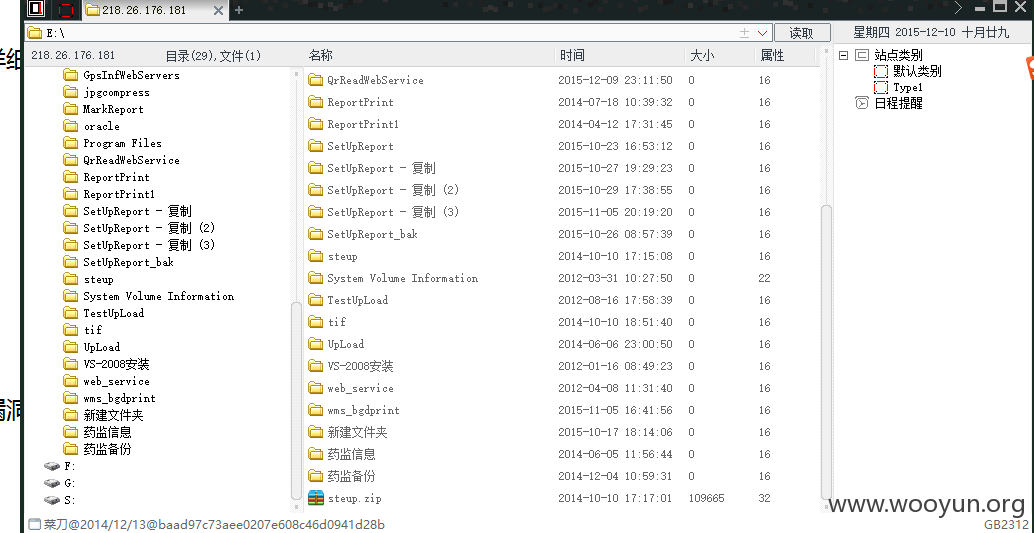 218.26.176.181
E:\
读取
星期四 2015-12-10 十月廿九
218.26.176.181 目录(29),文件(1)
名称 时间 大小 属性
站点类别
默认类别
Type1
日程提醒
GpsInfWebServers
jpgcompress
MarkReport
oracle
Program Files
QrReadWebService
ReportPrint
ReportPrint1
SetUpReport - 复制
SetUpReport - 复制 (2)
SetUpReport - 复制 (3)
SetUpReport_bak
steup
System Volume Information
TestUpLoad
tif
UpLoad
VS-2008安装
web_service
wms_bgdprint
新建文件夹
药监信息
药监备份
F:
G:
S:
QrReadWebService 2015-12-09 23:11:50 0 16
ReportPrint 2014-07-18 10:39:32 0 16
ReportPrint1 2014-04-12 17:31:45 0 16
SetUpReport 2015-10-23 16:53:12 0 16
SetUpReport - 复制 2015-10-27 19:29:23 0 16
SetUpReport - 复制 (2) 2015-10-29 17:38:55 0 16
SetUpReport - 复制 (3) 2015-11-05 20:19:20 0 16
SetUpReport_bak 2015-10-26 08:57:39 0 16
steup 2014-10-10 17:15:08 0 16
System Volume Information 2012-03-31 10:27:50 0 22
TestUpLoad 2012-08-16 17:58:39 0 16
tif 2014-10-10 18:51:40 0 16
UpLoad 2014-06-06 23:00:50 0 16
VS-2008安装 2012-01-16 08:49:23 0 16
web_service 2012-04-08 11:31:40 0 16
wms_bgdprint 2015-11-05 16:41:56 0 16
新建文件夹 2015-10-17 18:14:06 0 16
药监信息 2014-06-05 11:56:44 0 16
药监备份 2014-12-04 10:59:31 0 16
steup.zip 2014-10-10 17:17:01 109665 32
www.wooyun.org
菜刀@2014/12/13@baad97c73aee0207e608c46d0941d28b
GB2312